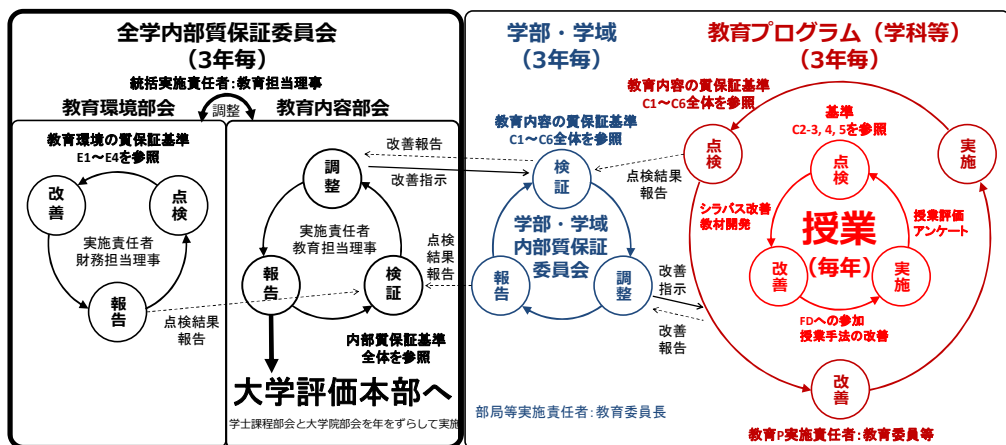 全学内部質保証委員会
（3年毎）
統括実施責任者：教育担当理事
教育環境部会
調整
教育内容部会
教育環境の質保証基準
E1～E4を参照
改善
点検
実施責任者
財務担当理事
報告
点検結果
報告
調整
実施責任者
教育担当理事
報告
検証
内部質保証基準
全体を参照
大学評価本部へ
学士課程部会と大学院部会を年をずらして実施
改善報告
改善指示
点検
結果
報告
学部・学域
（3年毎）
教育内容の質保証基準
C1～C6全体を参照
検証
学部・学域
内部質保証
委員会
報告
調整
部局等実施責任者：教育委員長
点検結果
報告
改善
指示
改善
報告
教育プログラム（学科等）
（3年毎）
教育内容の質保証基準
C1～C6全体を参照
点検
実施
改善
基準
C2-3, 4, 5を参照
点検
シラバス改善
教材開発
授業
（毎年）
授業評価
アンケート
改善
実施
FDへの参加
授業手法の改善
教育P実施責任者：教育委員等